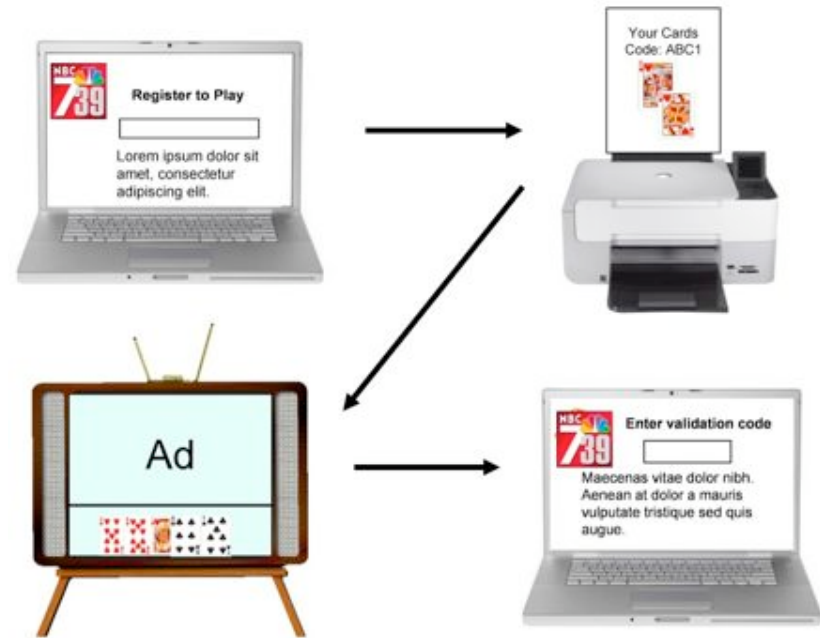 NBC
7 39
Register to Play
Lorem ipsum dolor sit
amet, consectetur
adipiscing elit.
Your Cards
Code: ABC1
Ad
NBC
7 39
Enter validation code
Maecenas vitae dolor nibh.
Aenean at dolor a mauris
vulputate tristique sed quis
augue.